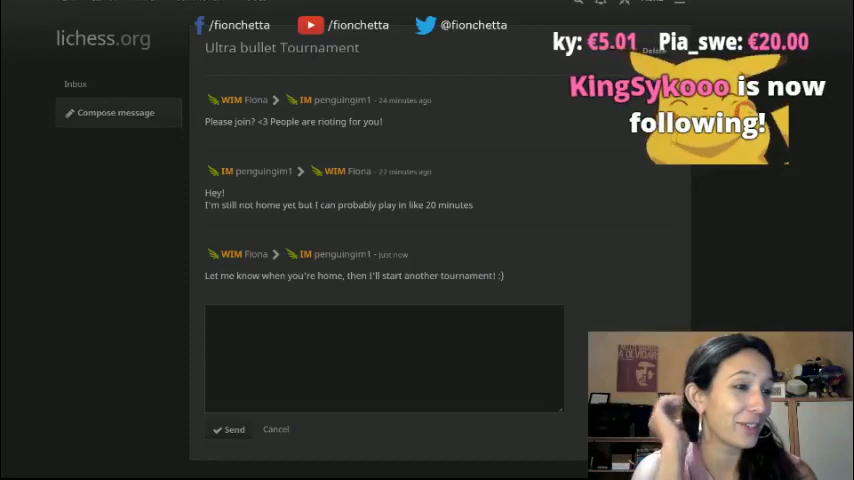 /fionchetta /fionchetta @fionchetta
lichess.org
Ultra bullet Tournament
ky: €5.01 Pia_swe: €20.00
KingSykooo is now
following!
Inbox
Compose message
WIM Fiona IM penguingim1 - 24 minutes ago
Please join? <3 People are rioting for you!
IM penguingim1 WIM Fiona - 22 minutes ago
Hey!
I'm still not home yet but I can probably play in like 20 minutes
WIM Fiona IM penguingim1 - just now
Let me know when you're home, then I'll start another tournament! :)
Send Cancel